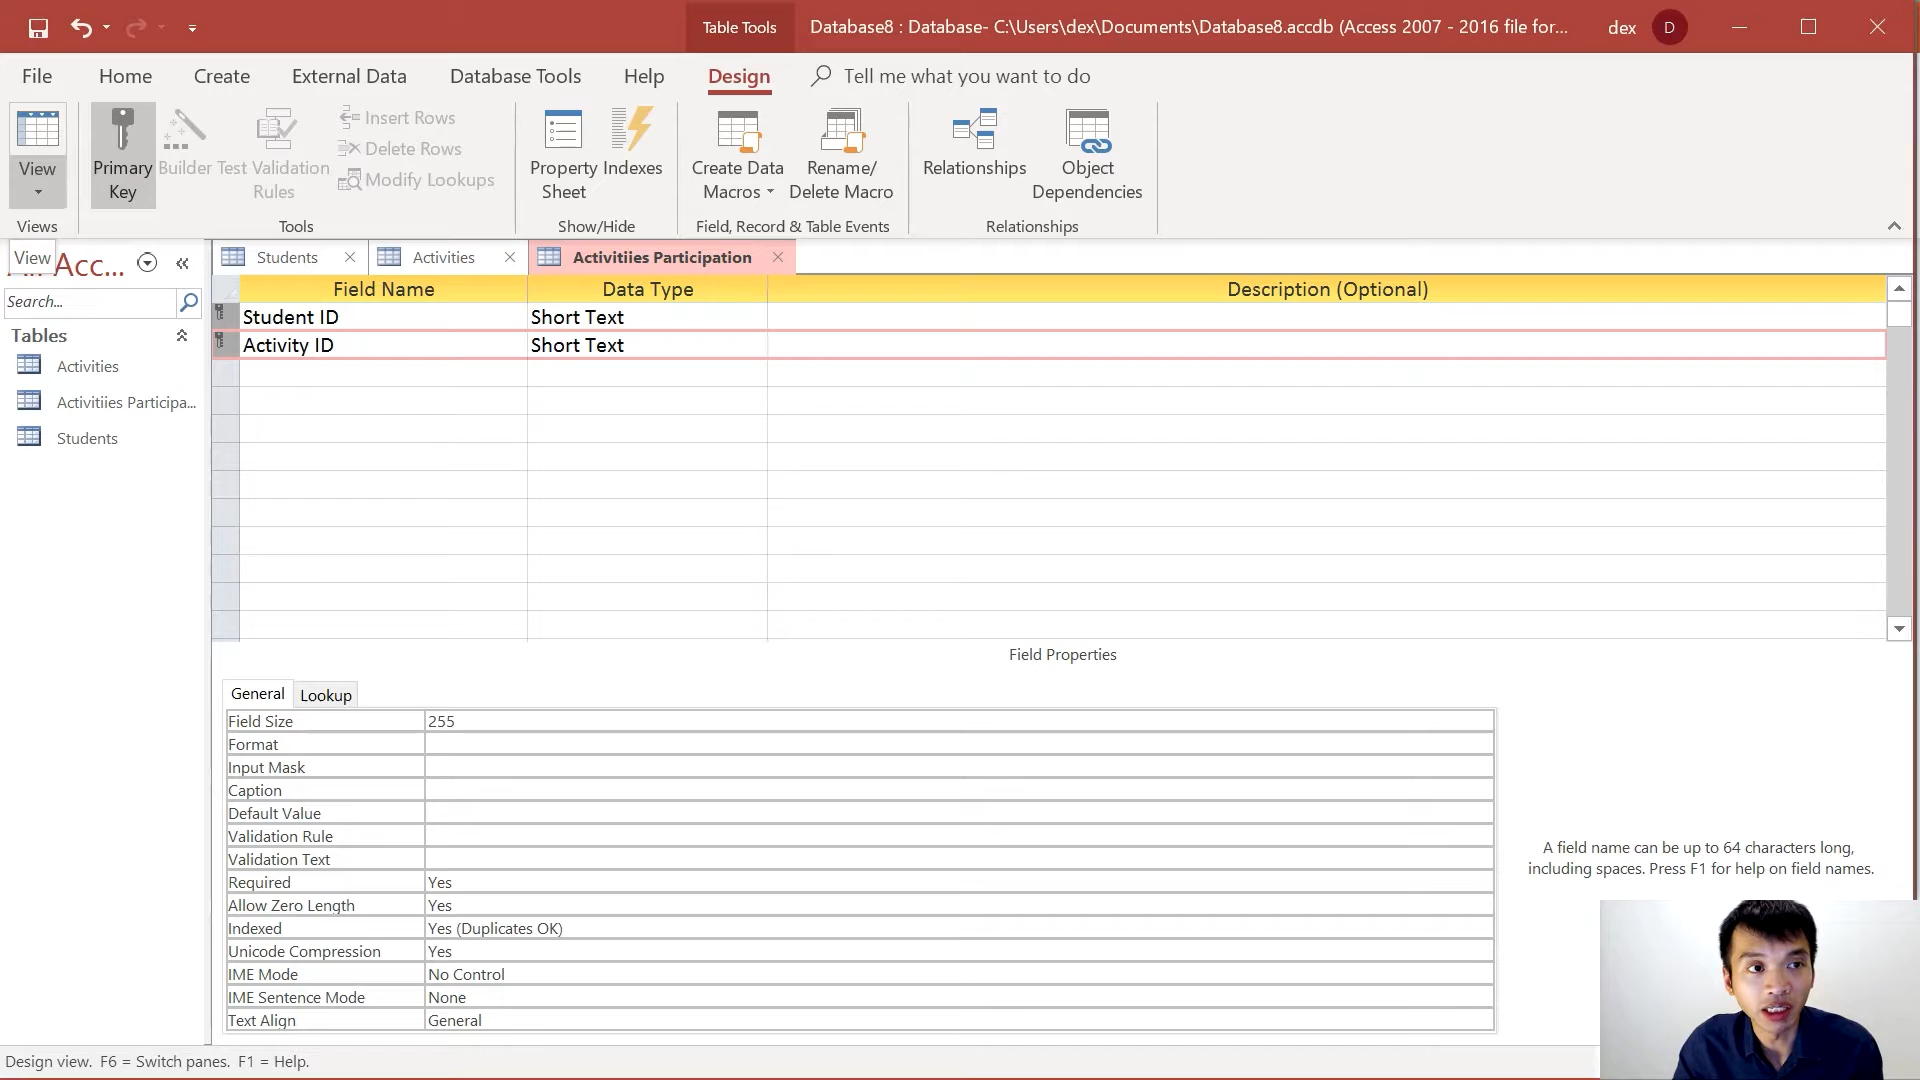 Table Tools
Database8 : Database- C:\Users\dex\Documents\Database8.accdb (Access 2007 - 2016 file for...
dex
D
File
Home
Create
External Data
Database Tools
Help
Design
Tell me what you want to do
View
Primary Key
Builder
Test Validation Rules
Insert Rows
Delete Rows
Modify Lookups
Property Sheet
Indexes
Create Data Macros
Rename/ Delete Macro
Relationships
Object Dependencies
Views
Tools
Show/Hide
Field, Record & Table Events
Relationships
View
Acc...
Students
Activities
Activitiies Participation
Search...
Tables
Activities
Activitiies Participa...
Students
Field Name
Data Type
Description (Optional)
Student ID
Short Text
Activity ID
Short Text
Field Properties
General
Lookup
Field Size
255
Format
Input Mask
Caption
Default Value
Validation Rule
Validation Text
Required
Yes
Allow Zero Length
Yes
Indexed
Yes (Duplicates OK)
Unicode Compression
Yes
IME Mode
No Control
IME Sentence Mode
None
Text Align
General
A field name can be up to 64 characters long,
including spaces. Press F1 for help on field names.
Design view.  F6 = Switch panes.  F1 = Help.